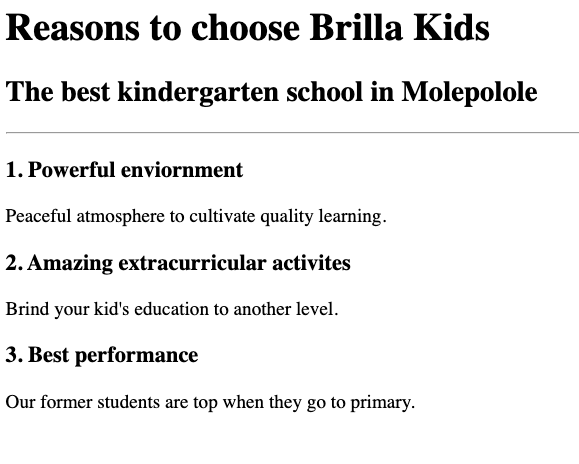 Reasons to choose Brilla Kids
The best kindergarten school in Molepolole
1. Powerful enviornment
Peaceful atmosphere to cultivate quality learning.
2. Amazing extracurricular activites
Brind your kid's education to another level.
3. Best performance
Our former students are top when they go to primary.